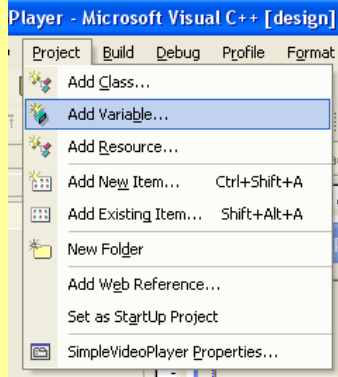 Player - Microsoft Visual C++ [design]
Project Build Debug Profile Format
Add Class...
Add Variable...
Add Resource...
Add New Item... Ctrl+Shift+A
Add Existing Item... Shift+Alt+A
New Folder
Add Web Reference...
Set as StartUp Project
SimpleVideoPlayer Properties...